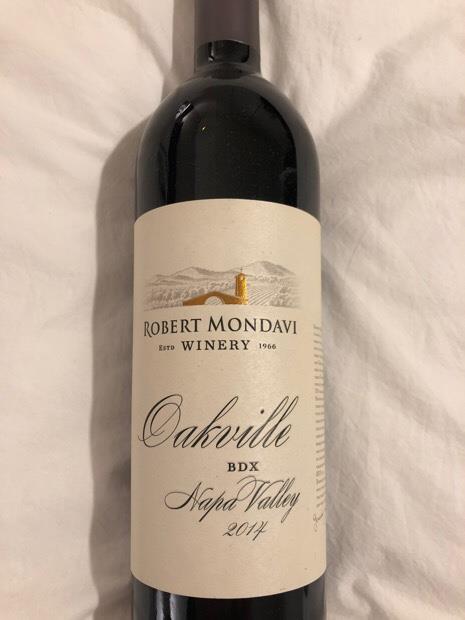 ROBERT MONDAVI
ESTD WINERY 1966
Oakville
BDX
Napa Valley
2014